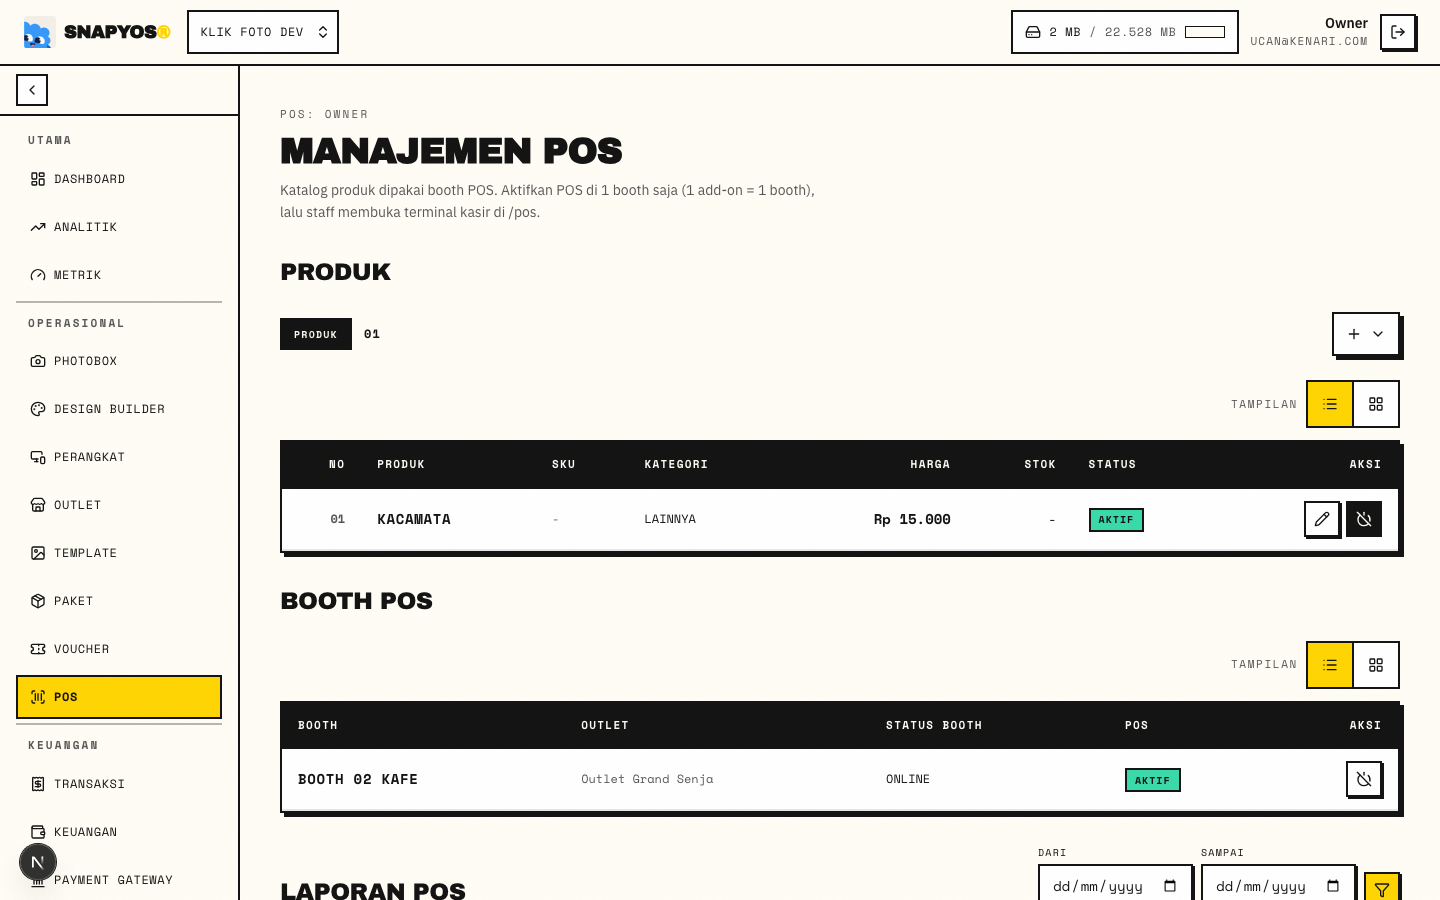 SNAPYOS®
KLIK FOTO DEV
2 MB / 22.528 MB
Owner
UCAN@KENARI.COM
UTAMA
DASHBOARD
ANALITIK
METRIK
OPERASIONAL
PHOTOBOX
DESIGN BUILDER
PERANGKAT
OUTLET
TEMPLATE
PAKET
VOUCHER
POS
KEUANGAN
TRANSAKSI
KEUANGAN
PAYMENT GATEWAY
N
POS: OWNER
MANAJEMEN POS
Katalog produk dipakai booth POS. Aktifkan POS di 1 booth saja (1 add-on = 1 booth),
lalu staff membuka terminal kasir di /pos.
PRODUK
PRODUK 01
TAMPILAN
NO PRODUK SKU KATEGORI HARGA STOK STATUS AKSI
01 KACAMATA - LAINNYA Rp 15.000 - AKTIF
BOOTH POS
TAMPILAN
BOOTH OUTLET STATUS BOOTH POS AKSI
BOOTH 02 KAFE Outlet Grand Senja ONLINE AKTIF
DARI SAMPAI
LAPORAN POS dd/mm/yyyy dd/mm/yyyy